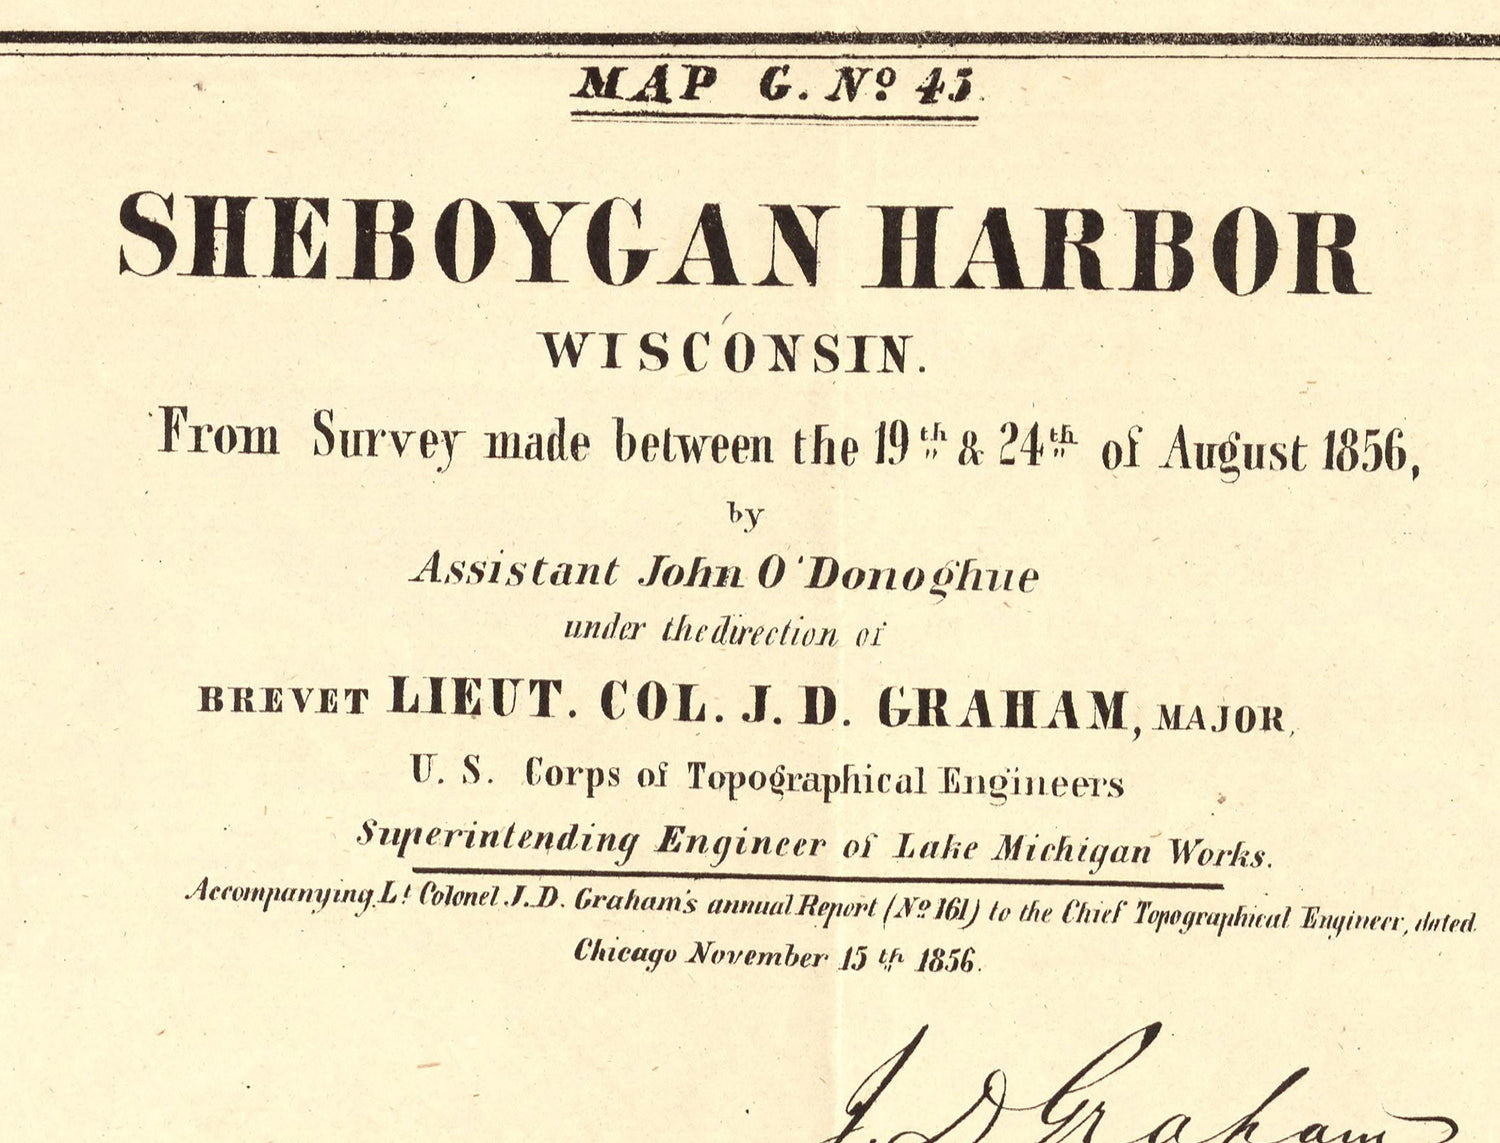 MAP G. Nº 45.
SHEBOYGAN HARBOR
WISCONSIN.
From Survey made between the 19th & 24th of August 1856,
by
Assistant John O'Donoghue
under the direction of
BREVET LIEUT. COL. J. D. GRAHAM, MAJOR,
U. S. Corps of Topographical Engineers
Superintending Engineer of Lake Michigan Works.
Accompanying Lt Colonel J. D. Graham's annual Report (Nº 161) to the Chief Topographical Engineer, dated
Chicago November 15th 1856.
J. D Graham